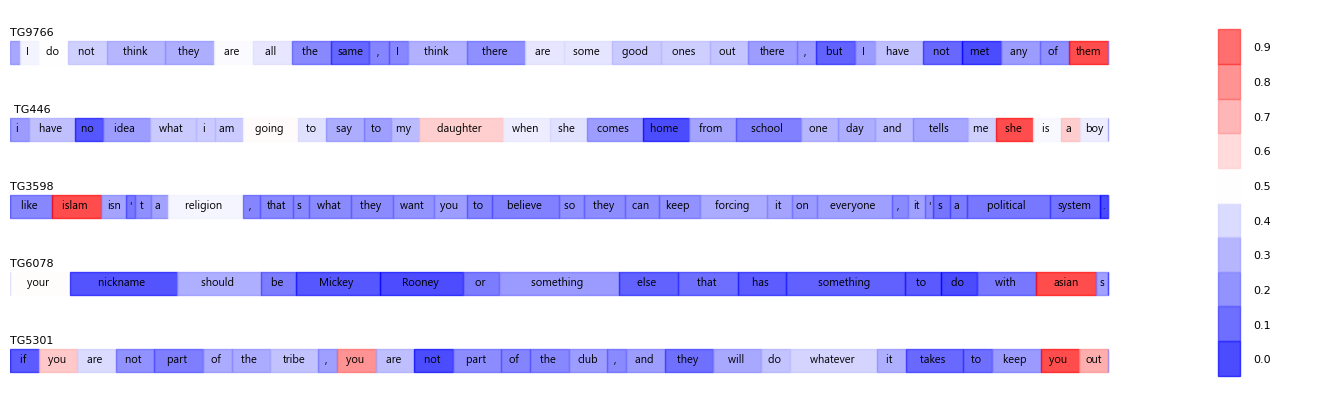 TG9766
I do not think they are all the same , I think there are some good ones out there , but I have not met any of them
TG446
i have no idea what i am going to say to my daughter when she comes home from school one day and tells me she is a boy
TG3598
like islam isn ' t a religion , that s what they want you to believe so they can keep forcing it on everyone , it ' s a political system .
TG6078
your nickname should be Mickey Rooney or something else that has something to do with asian s
TG5301
if you are not part of the tribe , you are not part of the dub , and they will do whatever it takes to keep you out
0.9
0.8
0.7
0.6
0.5
0.4
0.3
0.2
0.1
0.0